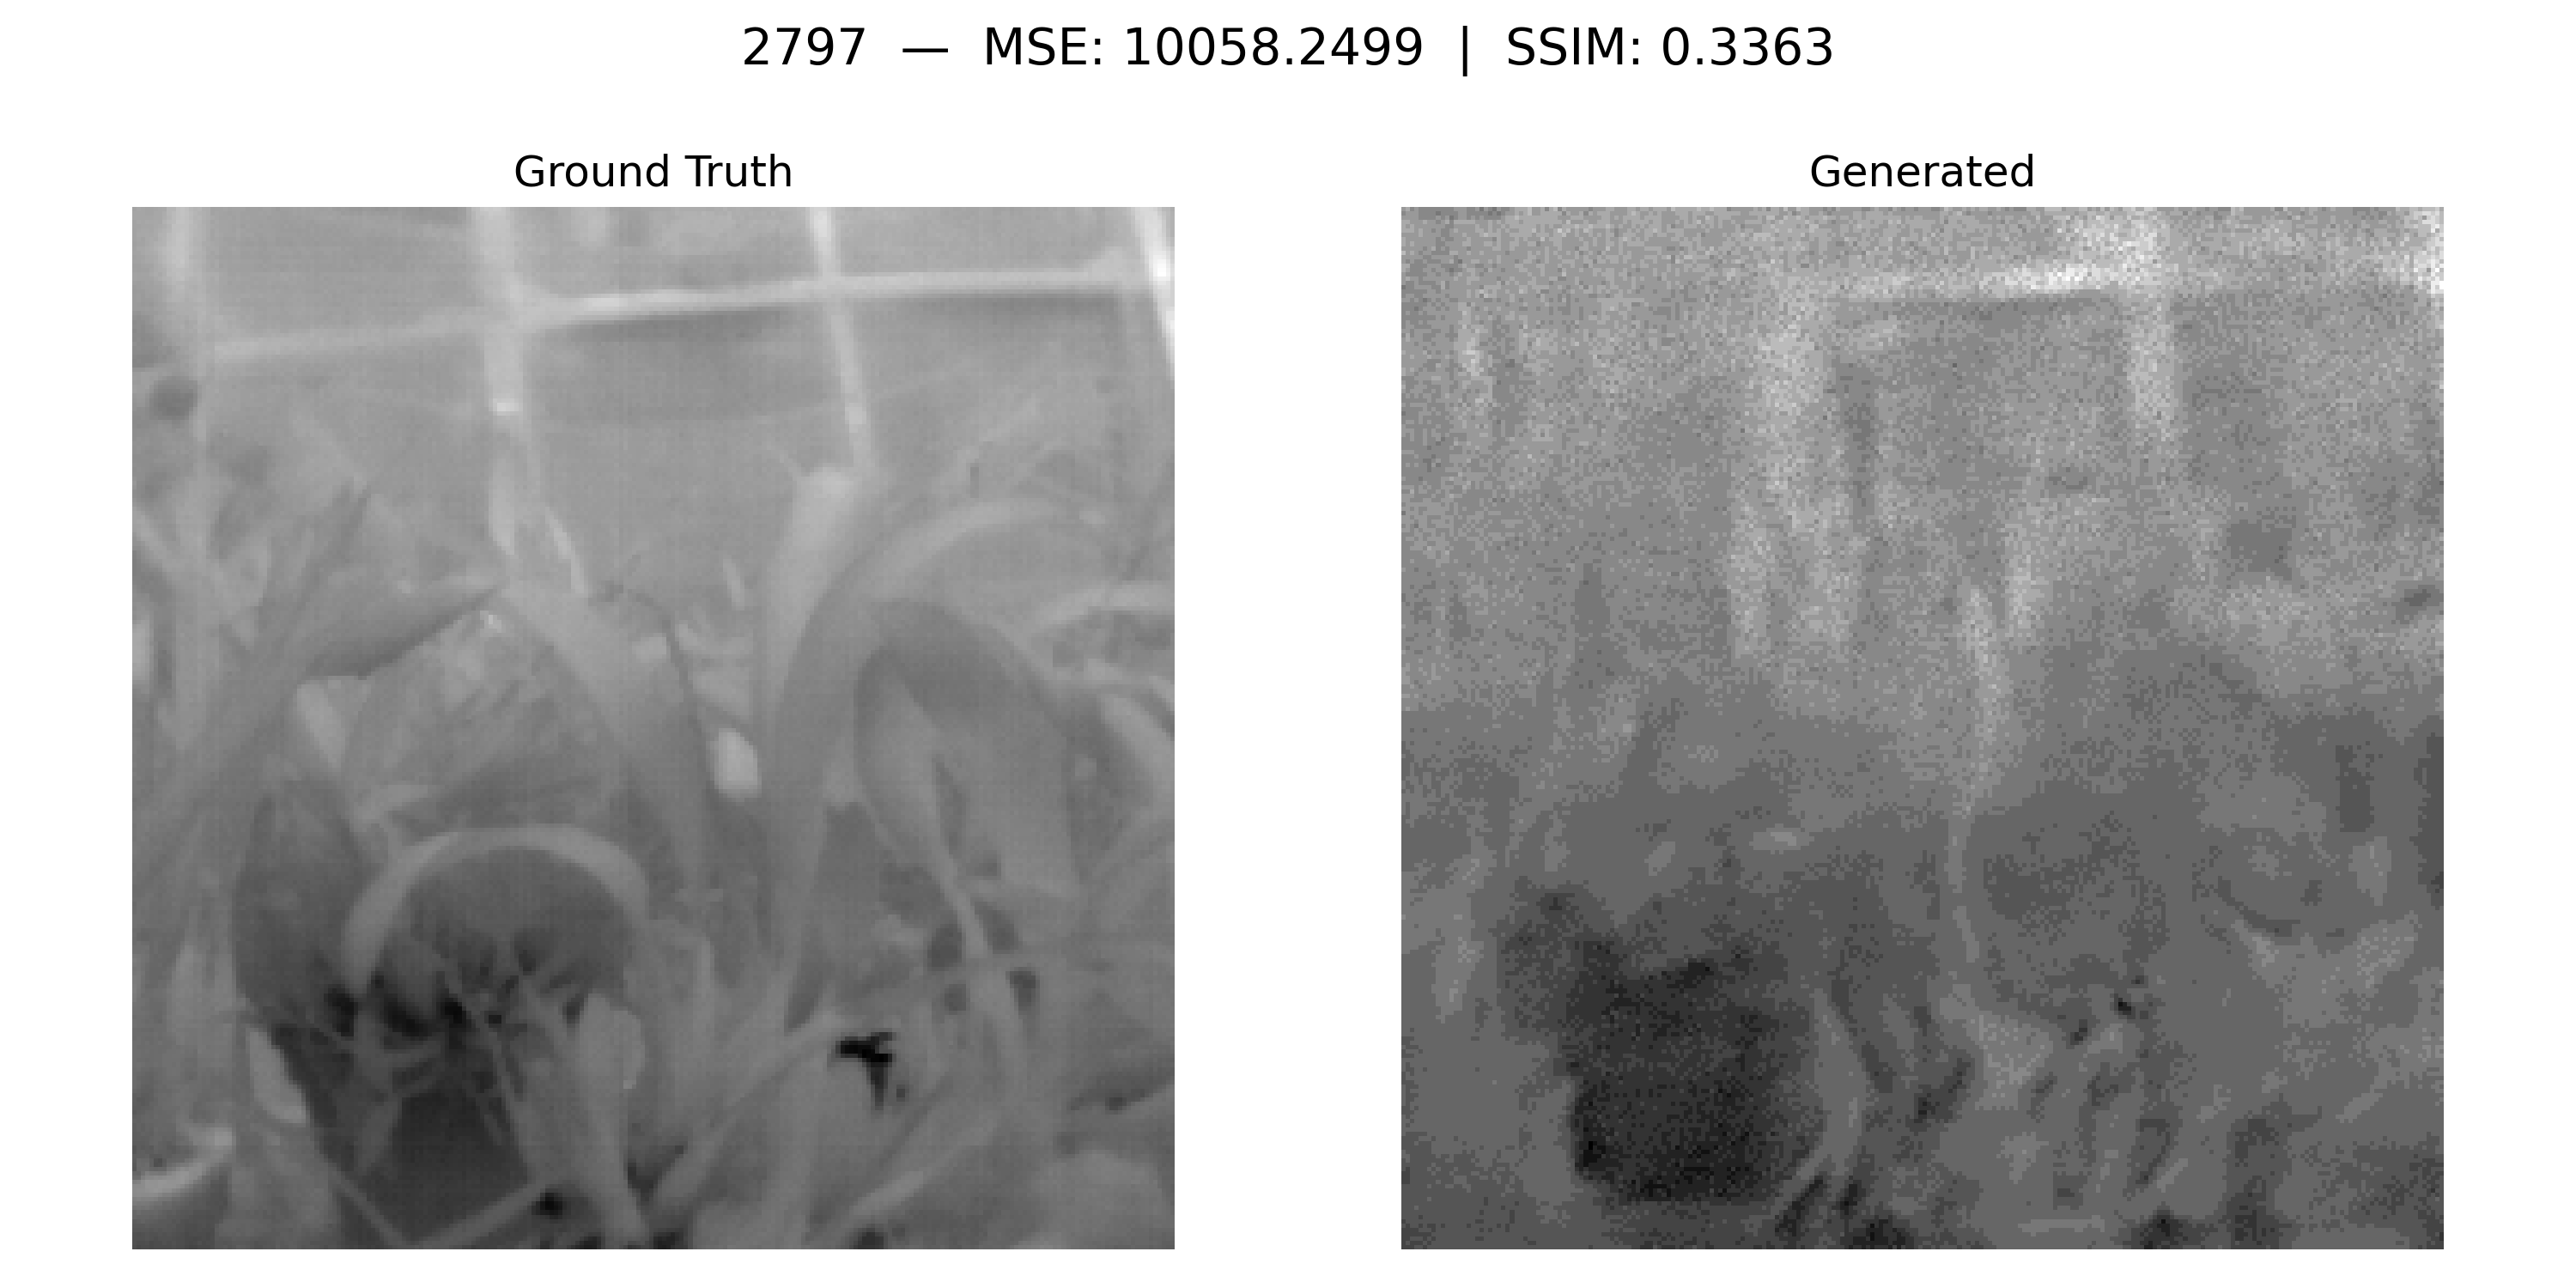 2797 — MSE: 10058.2499 | SSIM: 0.3363
Ground Truth
Generated